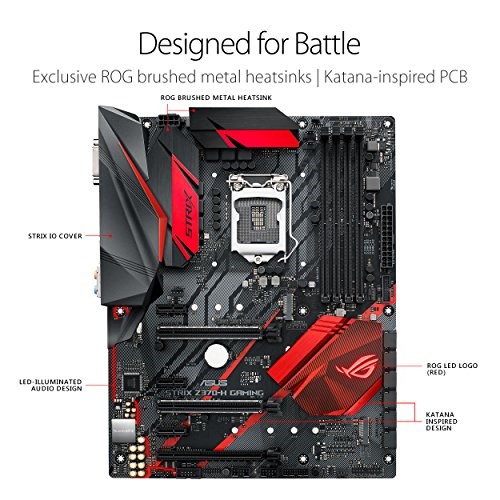 Designed for Battle
Exclusive ROG brushed metal heatsinks | Katana-inspired PCB
ROG BRUSHED METAL HEATSINK
STRIX
STRIX IO COVER
ROG LED LOGO
(RED)
LED-ILLUMINATED
AUDIO DESIGN
ASUS
STRIX Z370-H GAMING
KATANA
INSPIRED
DESIGN